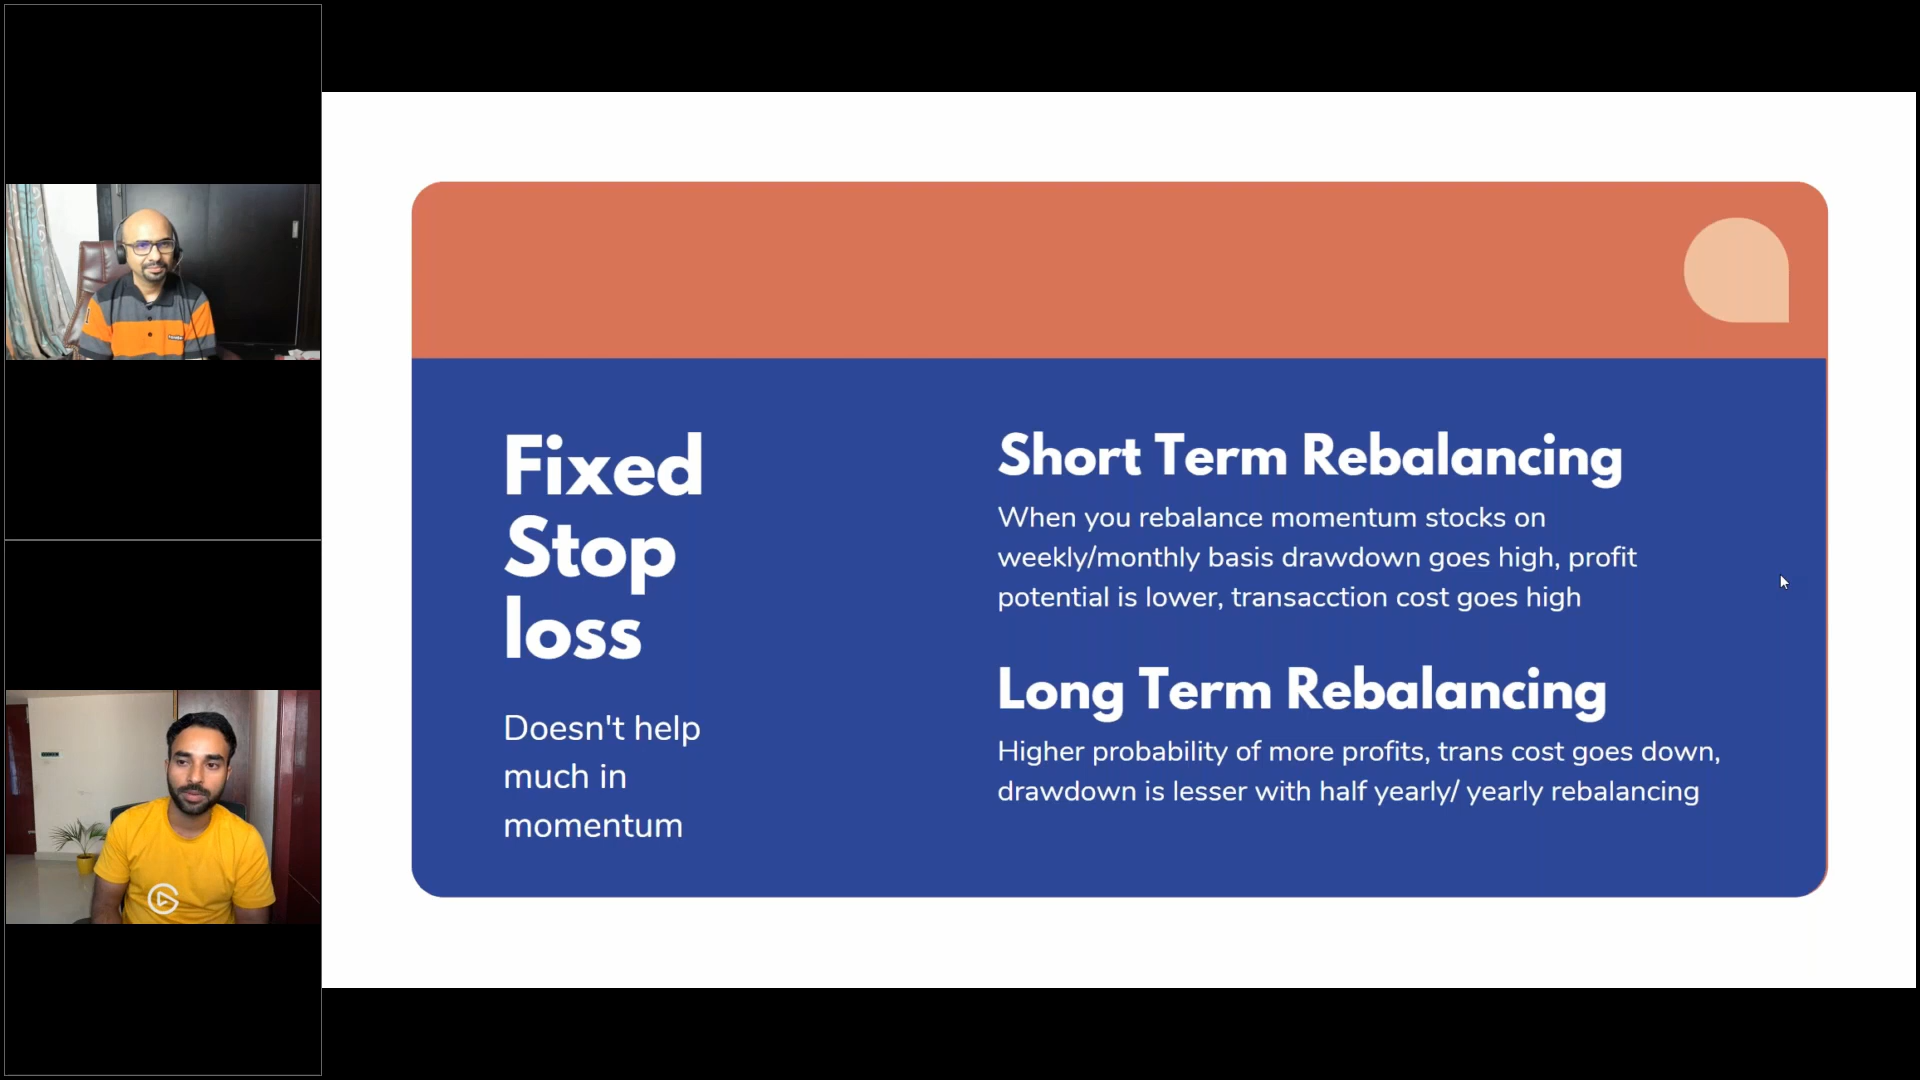 Fixed
Stop
loss
Doesn't help
much in
momentum
Short Term Rebalancing
When you rebalance momentum stocks on
weekly/monthly basis drawdown goes high, profit
potential is lower, transacction cost goes high
Long Term Rebalancing
Higher probability of more profits, trans cost goes down,
drawdown is lesser with half yearly/ yearly rebalancing